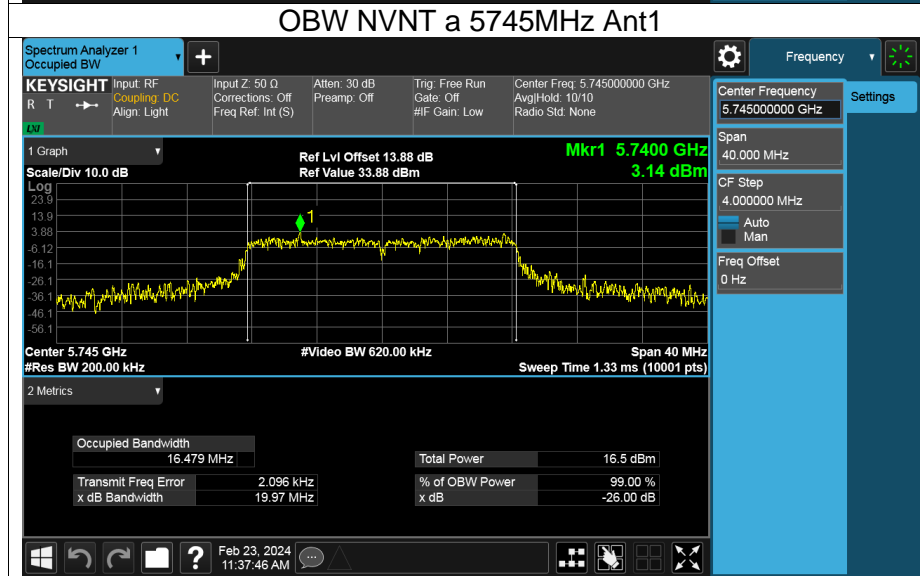 OBW NVNT a 5745MHz Ant1
Spectrum Analyzer 1
Occupied BW
+
Frequency
KEYSIGHT
R T
LXI
Input: RF
Coupling: DC
Align: Light
Input Z: 50 Ω
Corrections: Off
Freq Ref: Int (S)
Atten: 30 dB
Preamp: Off
Trig: Free Run
Gate: Off
#IF Gain: Low
Center Freq: 5.745000000 GHz
Avg|Hold: 10/10
Radio Std: None
Center Frequency
5.745000000 GHz
Settings
Span
40.000 MHz
CF Step
4.000000 MHz
Auto
Man
Freq Offset
0 Hz
1 Graph
Scale/Div 10.0 dB
Ref Lvl Offset 13.88 dB
Ref Value 33.88 dBm
Mkr1 5.7400 GHz
3.14 dBm
Log
23.9
13.9
3.88
-6.12
-16.1
-26.1
-36.1
-46.1
-56.1
1
Center 5.745 GHz
#Res BW 200.00 kHz
#Video BW 620.00 kHz
Span 40 MHz
Sweep Time 1.33 ms (10001 pts)
2 Metrics
Occupied Bandwidth
16.479 MHz
Transmit Freq Error 2.096 kHz
x dB Bandwidth 19.97 MHz
Total Power 16.5 dBm
% of OBW Power 99.00 %
x dB -26.00 dB
?
Feb 23, 2024
11:37:46 AM